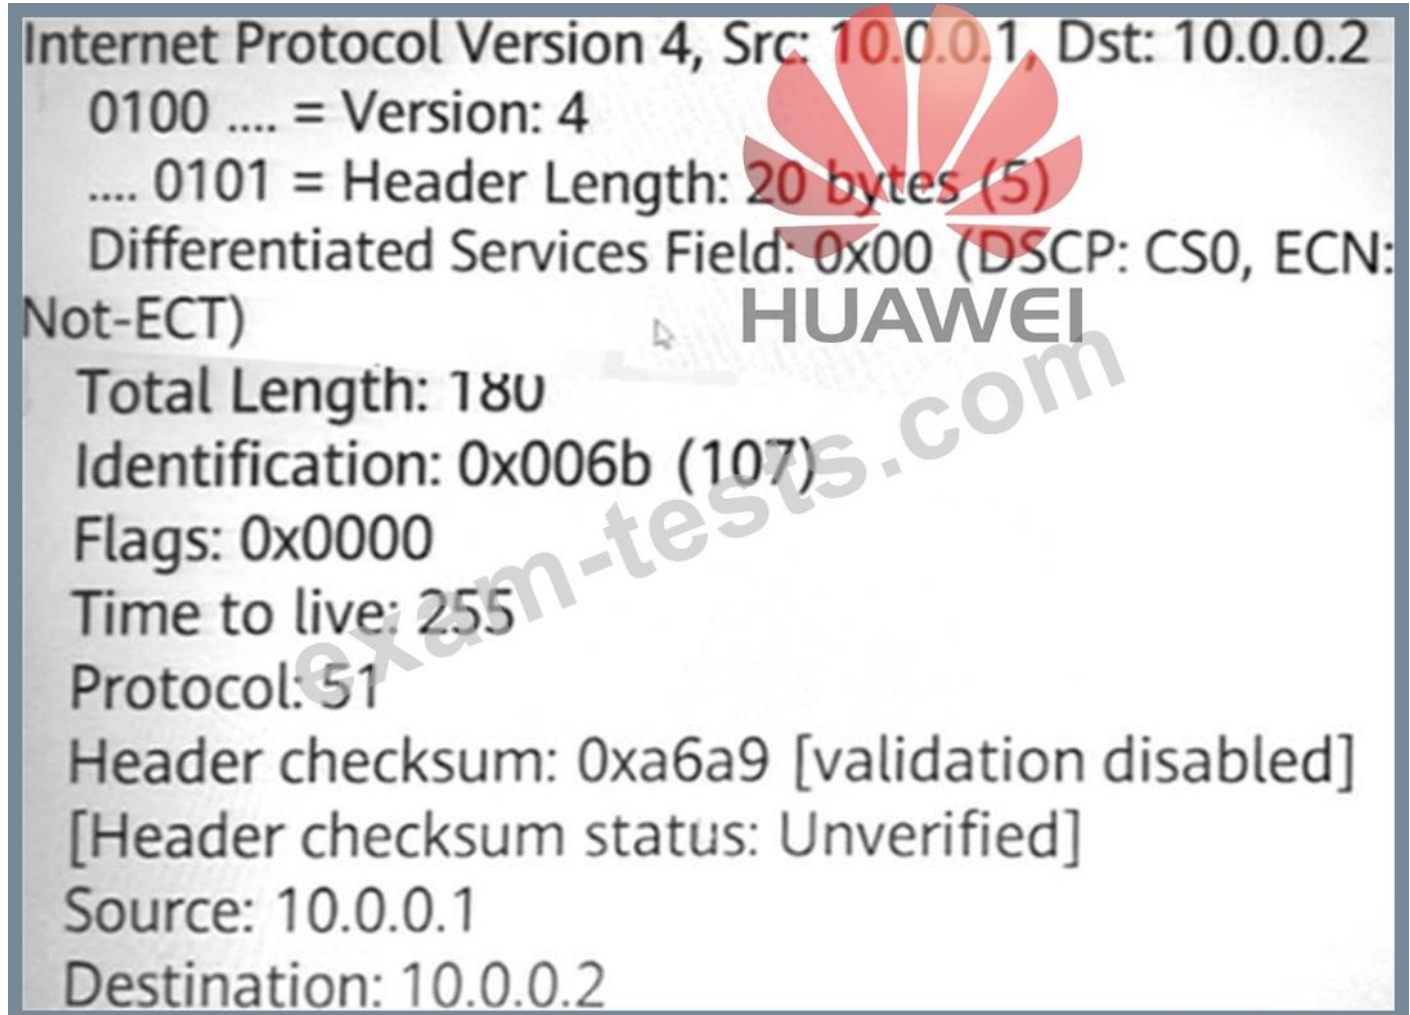 Internet Protocol Version 4, Src: 10.0.0.1, Dst: 10.0.0.2
0100 .... = Version: 4
.... 0101 = Header Length: 20 bytes (5)
Differentiated Services Field: 0x00 (DSCP: CS0, ECN:
Not-ECT)
HUAWEI
Total Length: 180
Identification: 0x006b (107)
Flags: 0x0000
Time to live: 255
Protocol: 51
Header checksum: 0xa6a9 [validation disabled]
[Header checksum status: Unverified]
Source: 10.0.0.1
Destination: 10.0.0.2
exam-tests.com